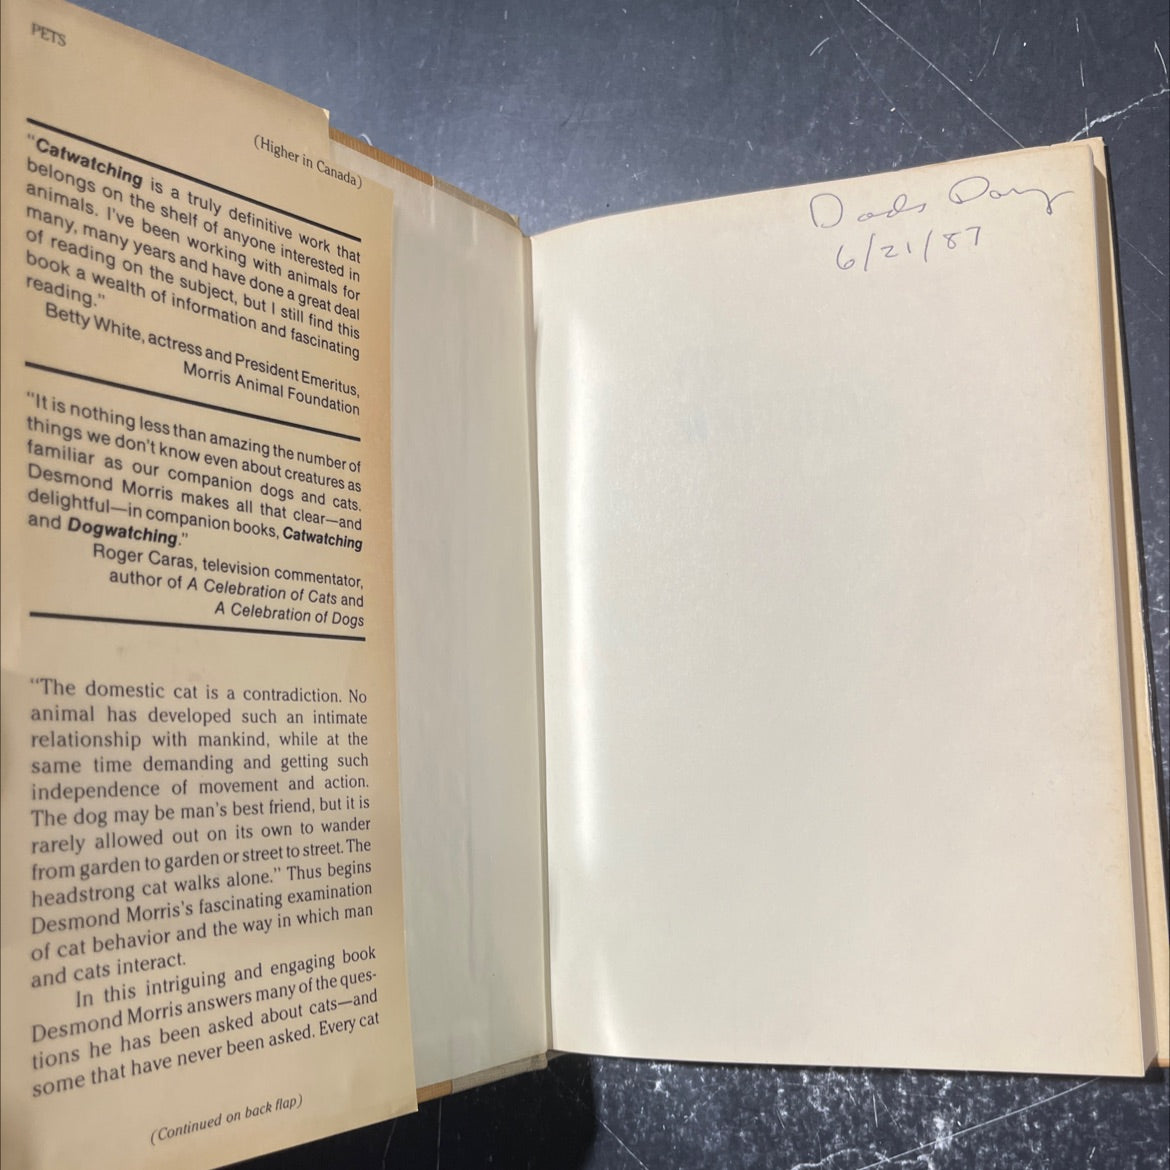 PETS
(Higher in Canada)
"Catwatching is a truly definitive work that
belongs on the shelf of anyone interested in
animals. I've been working with animals for
many, many years and have done a great deal
of reading on the subject, but I still find this
book a wealth of information and fascinating
reading."
Betty White, actress and President Emeritus,
Morris Animal Foundation
"It is nothing less than amazing the number of
things we don't know even about creatures as
familiar as our companion dogs and cats.
Desmond Morris makes all that clear—and
delightful—in companion books, Catwatching
and Dogwatching."
Roger Caras, television commentator,
author of A Celebration of Cats and
A Celebration of Dogs
"The domestic cat is a contradiction. No
animal has developed such an intimate
relationship with mankind, while at the
same time demanding and getting such
independence of movement and action.
The dog may be man's best friend, but it is
rarely allowed out on its own to wander
from garden to garden or street to street. The
headstrong cat walks alone." Thus begins
Desmond Morris's fascinating examination
of cat behavior and the way in which man
and cats interact.
In this intriguing and engaging book
Desmond Morris answers many of the ques-
tions he has been asked about cats—and
some that have never been asked. Every cat
(Continued on back flap)
Dads Day
6/21/87